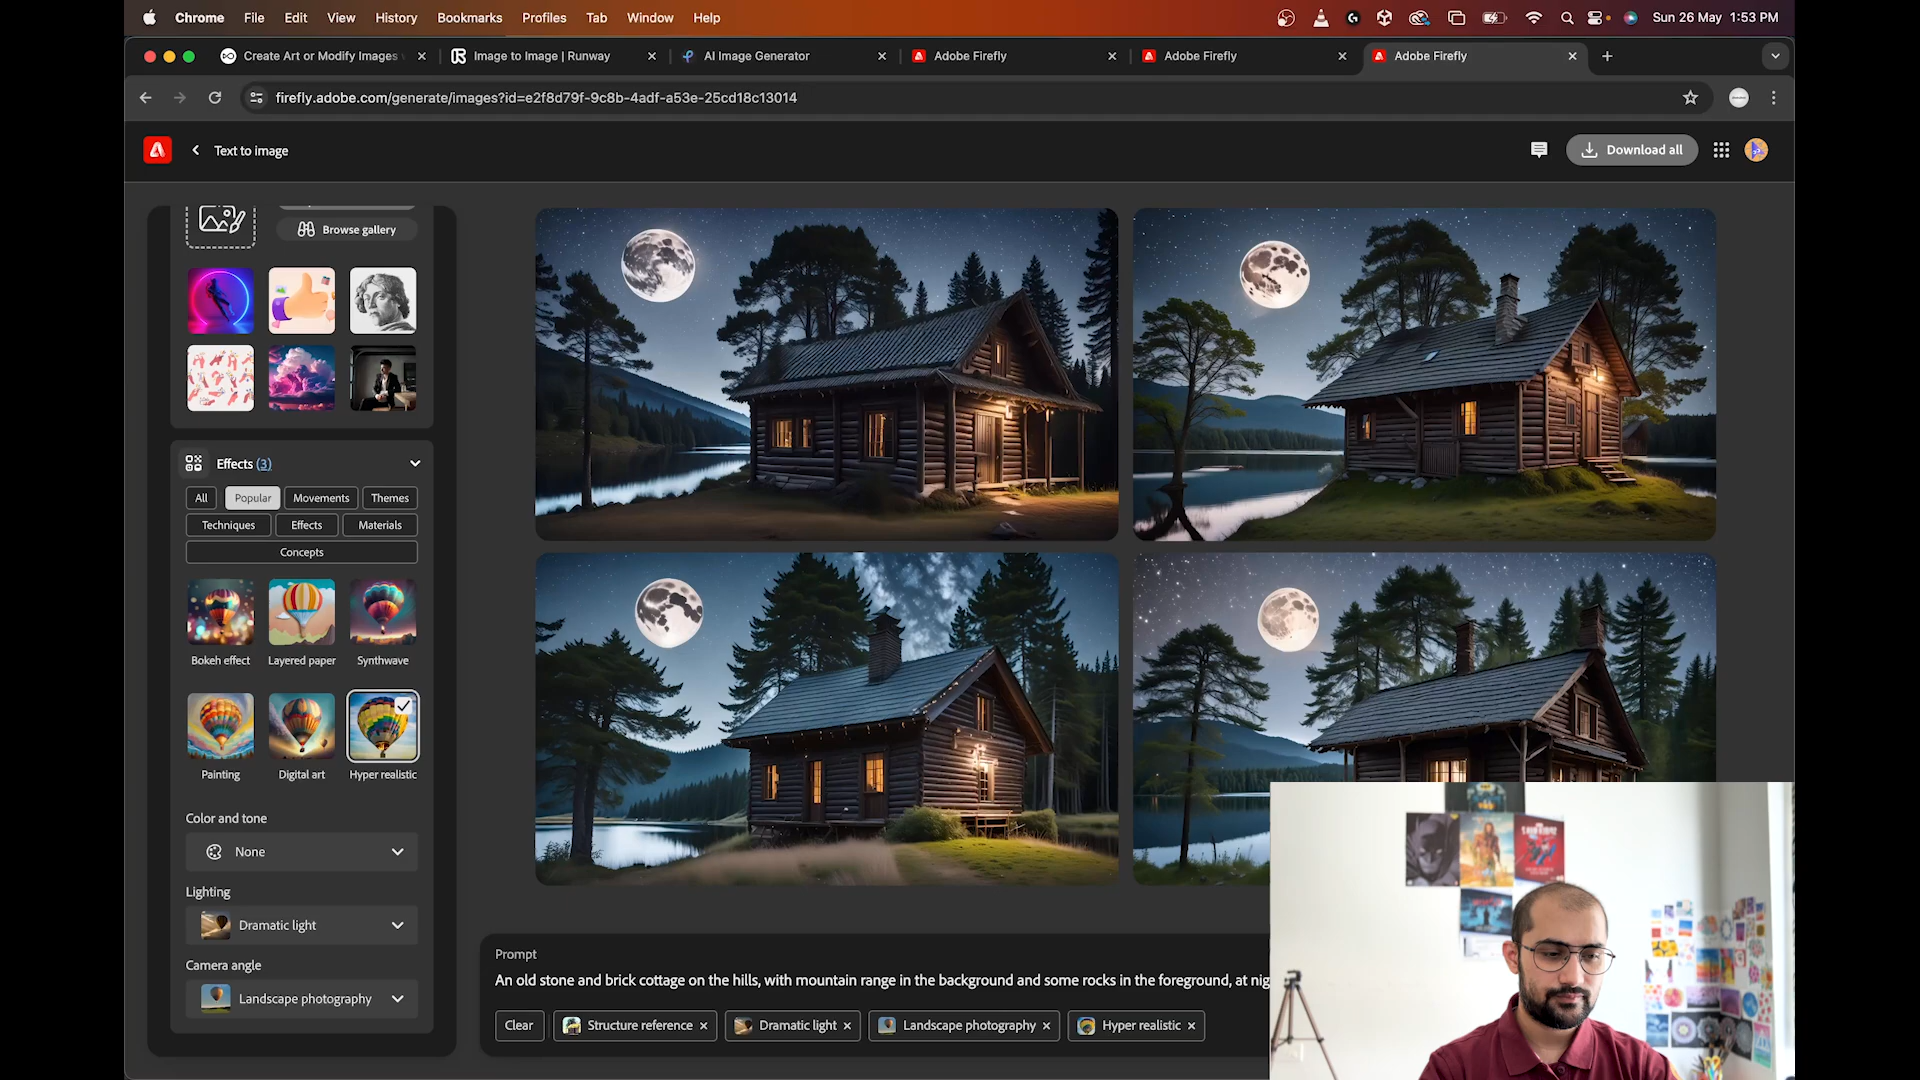 Chrome File Edit View History Bookmarks Profiles Tab Window Help
Sun 26 May 1:53 PM
Create Art or Modify Images
Image to Image | Runway
AI Image Generator
Adobe Firefly
Adobe Firefly
Adobe Firefly
firefly.adobe.com/generate/images?id=e2f8d79f-9c8b-4adf-a53e-25cd18c13014
Text to image
Download all
Browse gallery
Effects (3)
All Popular Movements Themes
Techniques Effects Materials
Concepts
Bokeh effect Layered paper Synthwave
Painting Digital art Hyper realistic
Color and tone
None
Lighting
Dramatic light
Camera angle
Landscape photography
Prompt
An old stone and brick cottage on the hills, with mountain range in the background and some rocks in the foreground, at nig
Clear Structure reference Dramatic light Landscape photography Hyper realistic